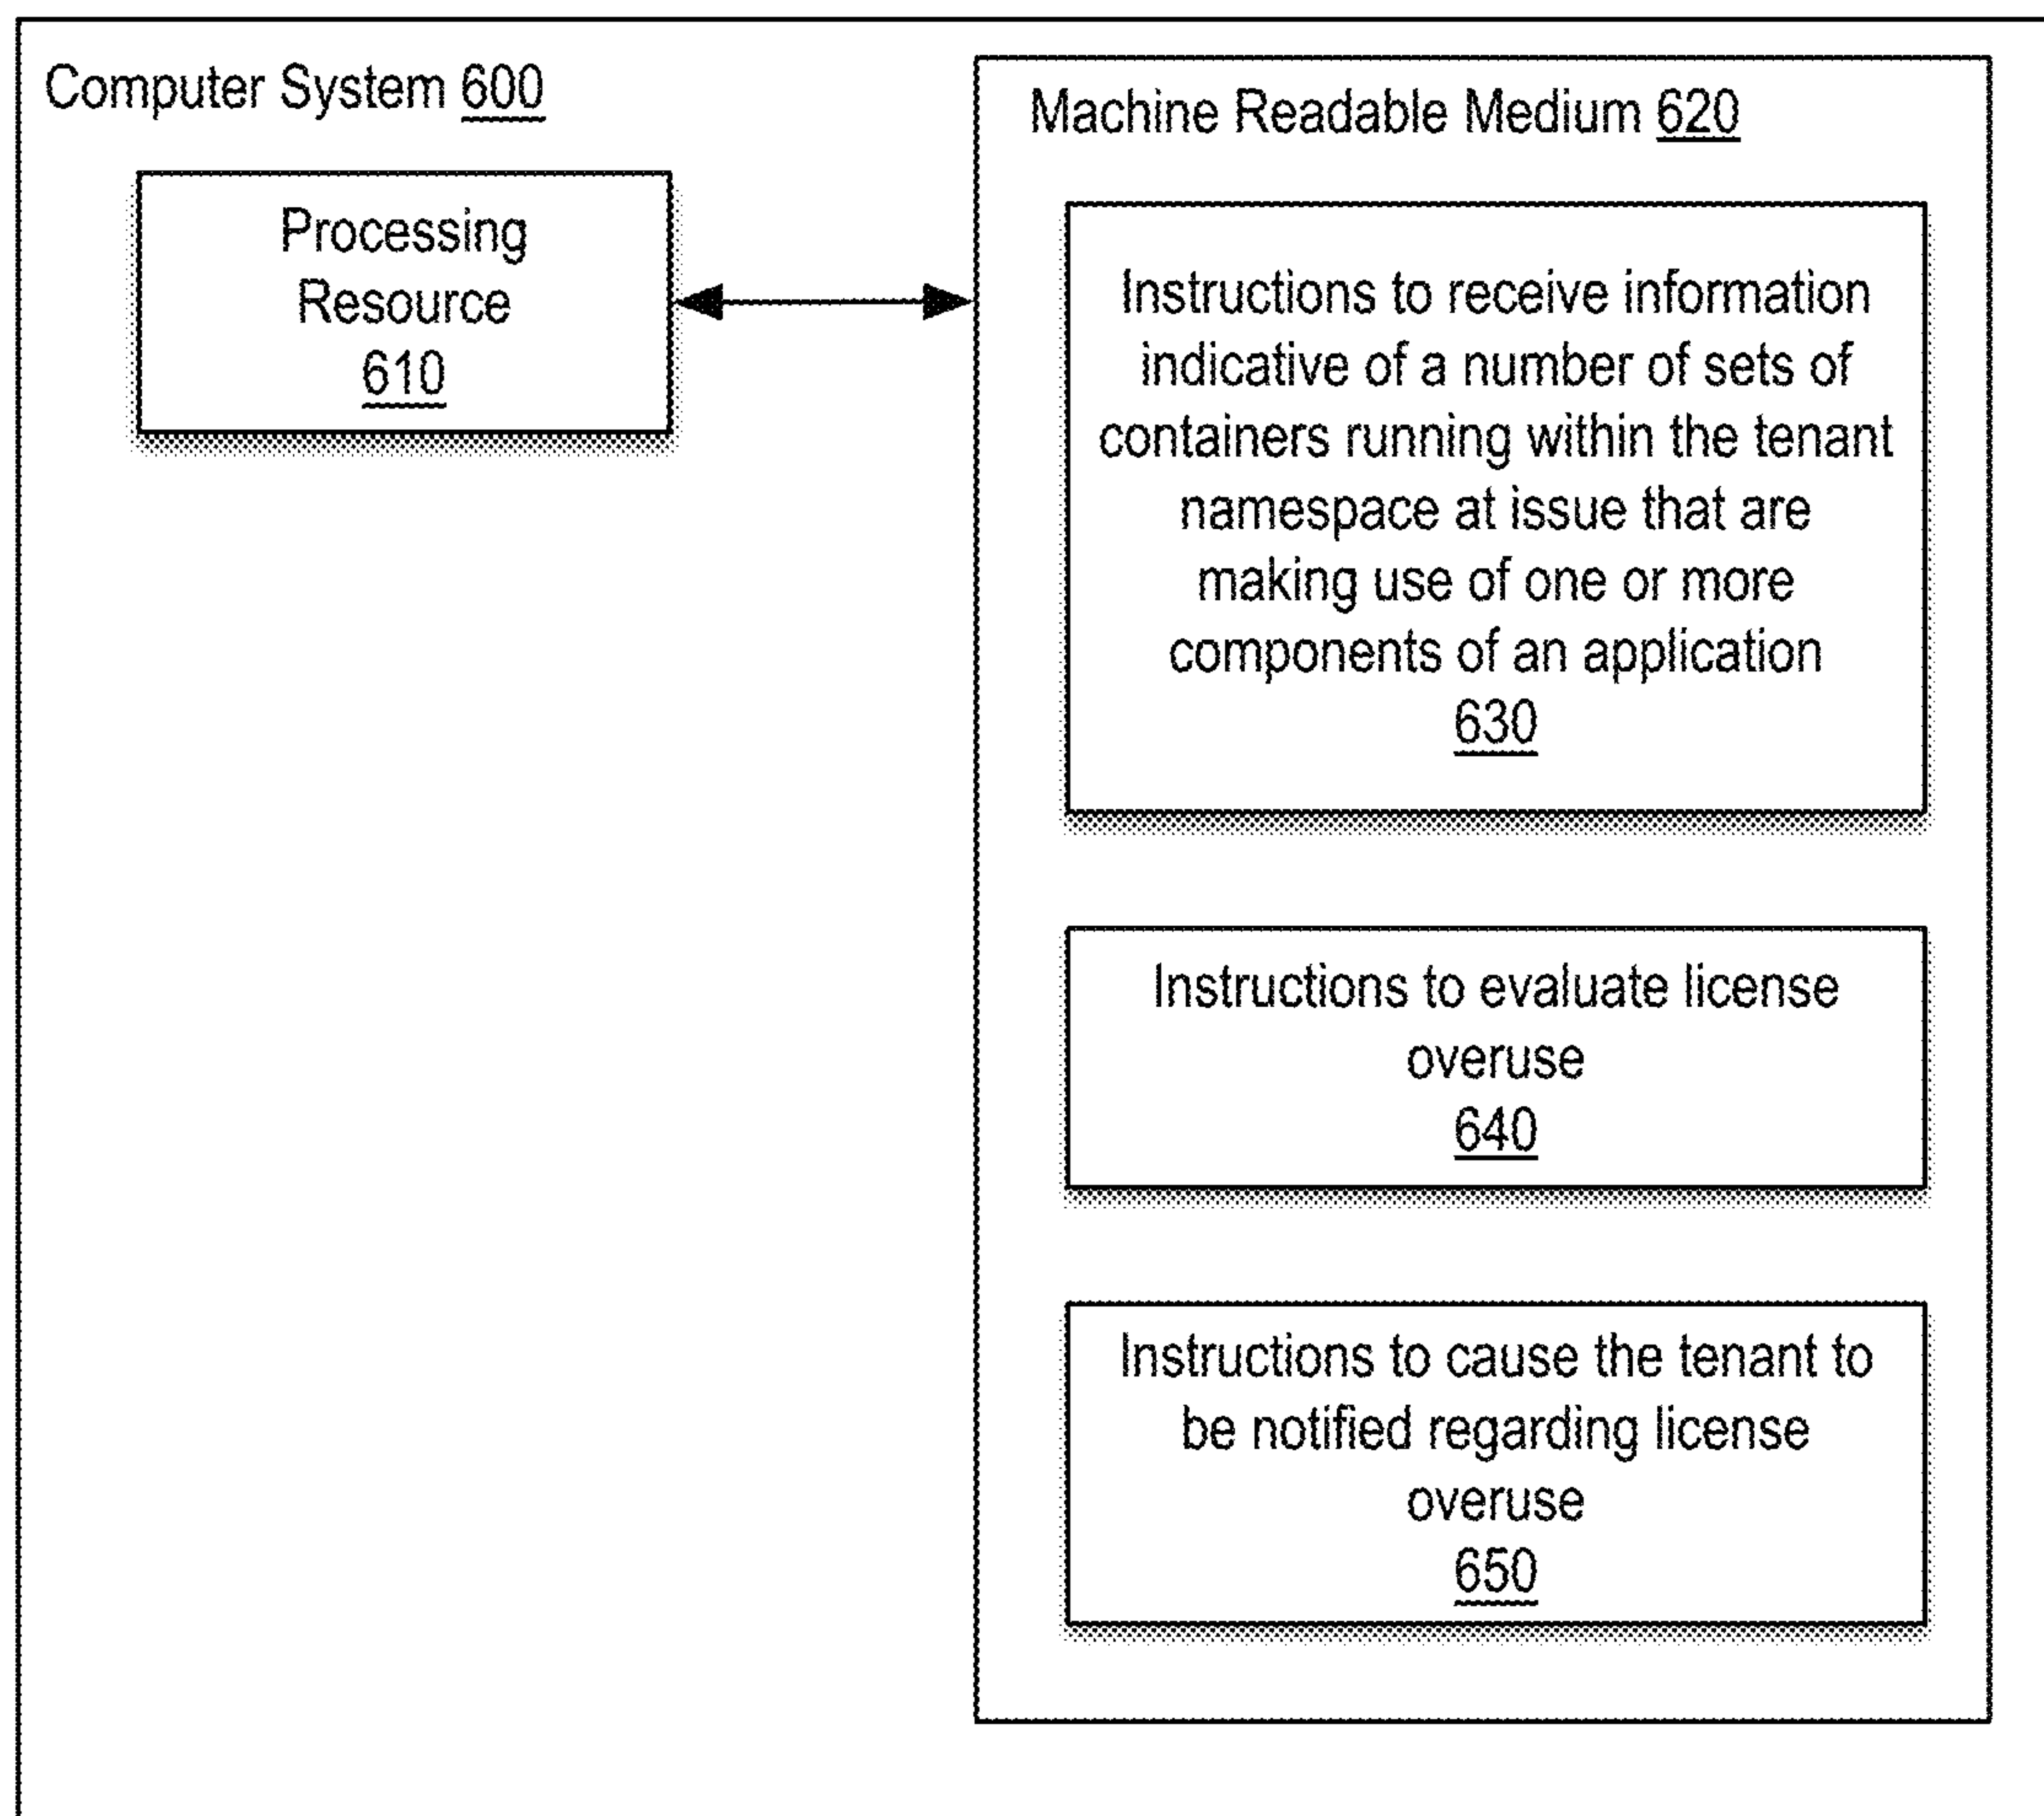 Computer System 600
Processing
Resource
610
Machine Readable Medium 620
Instructions to receive information
indicative of a number of sets of
containers running within the tenant
namespace at issue that are
making use of one or more
components of an application
630
Instructions to evaluate license
overuse
640
Instructions to cause the tenant to
be notified regarding license
overuse
650